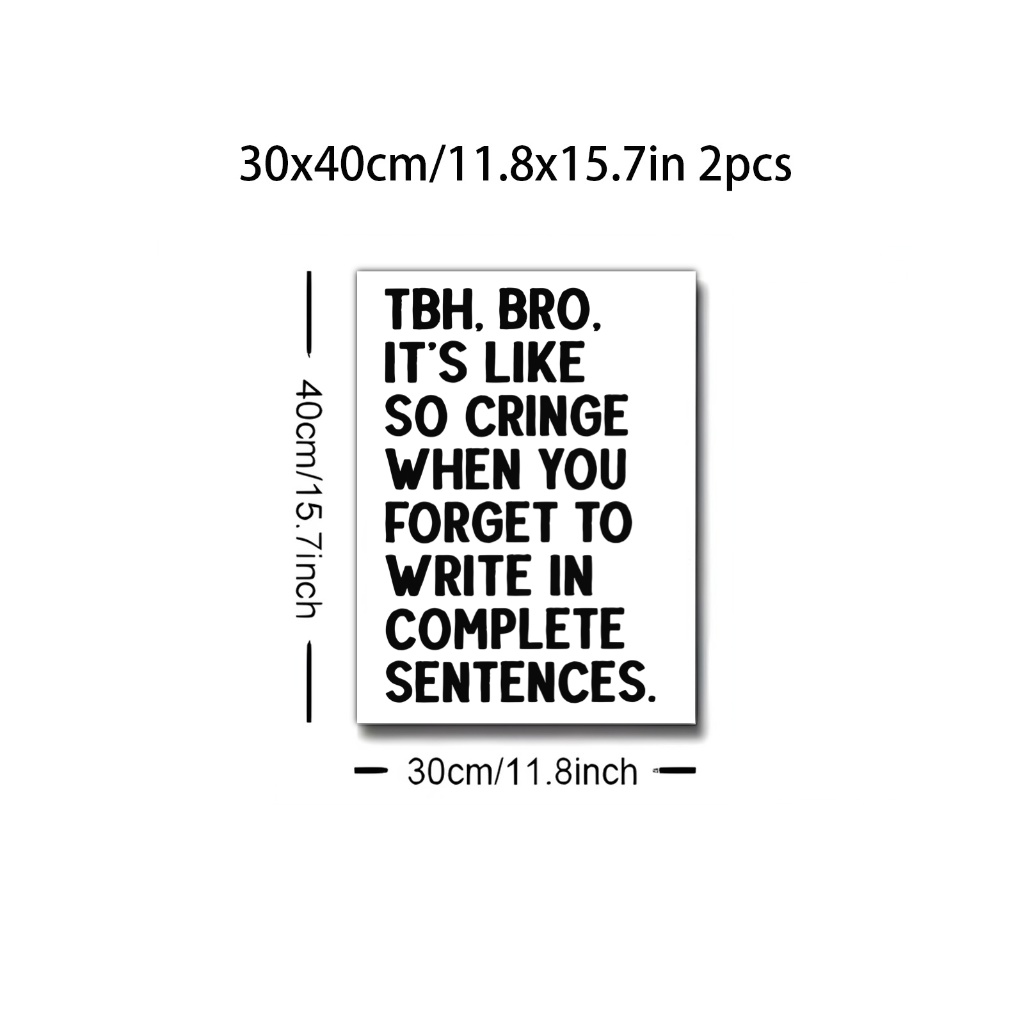 30x40cm/11.8x15.7in 2pcs
TBH, BRO,
IT'S LIKE
SO CRINGE
WHEN YOU
FORGET TO
WRITE IN
COMPLETE
SENTENCES.
40cm/15.7inch
30cm/11.8inch